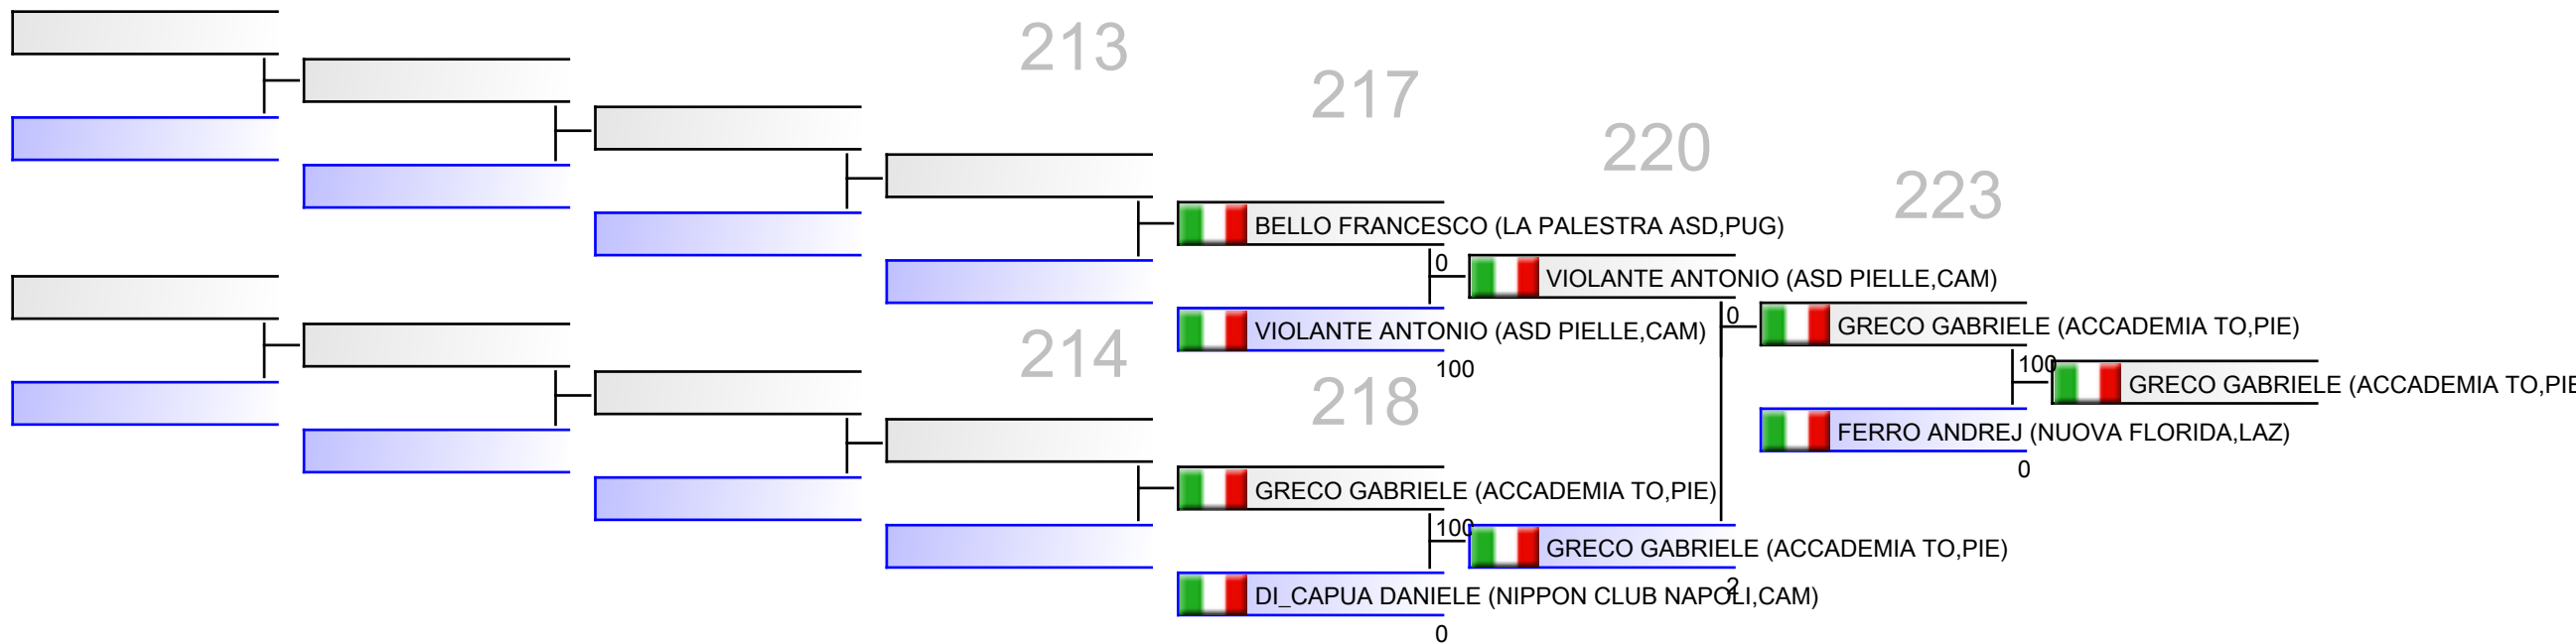 213
217
220
223
BELLO FRANCESCO (LA PALESTRA ASD,PUG)
0
VIOLANTE ANTONIO (ASD PIELLE,CAM)
0
GRECO GABRIELE (ACCADEMIA TO,PIE)
VIOLANTE ANTONIO (ASD PIELLE,CAM)
100
214
218
100
GRECO GABRIELE (ACCADEMIA TO,PIE
FERRO ANDREJ (NUOVA FLORIDA,LAZ)
0
GRECO GABRIELE (ACCADEMIA TO,PIE)
100
GRECO GABRIELE (ACCADEMIA TO,PIE)
2
DI_CAPUA DANIELE (NIPPON CLUB NAPOLI,CAM)
0